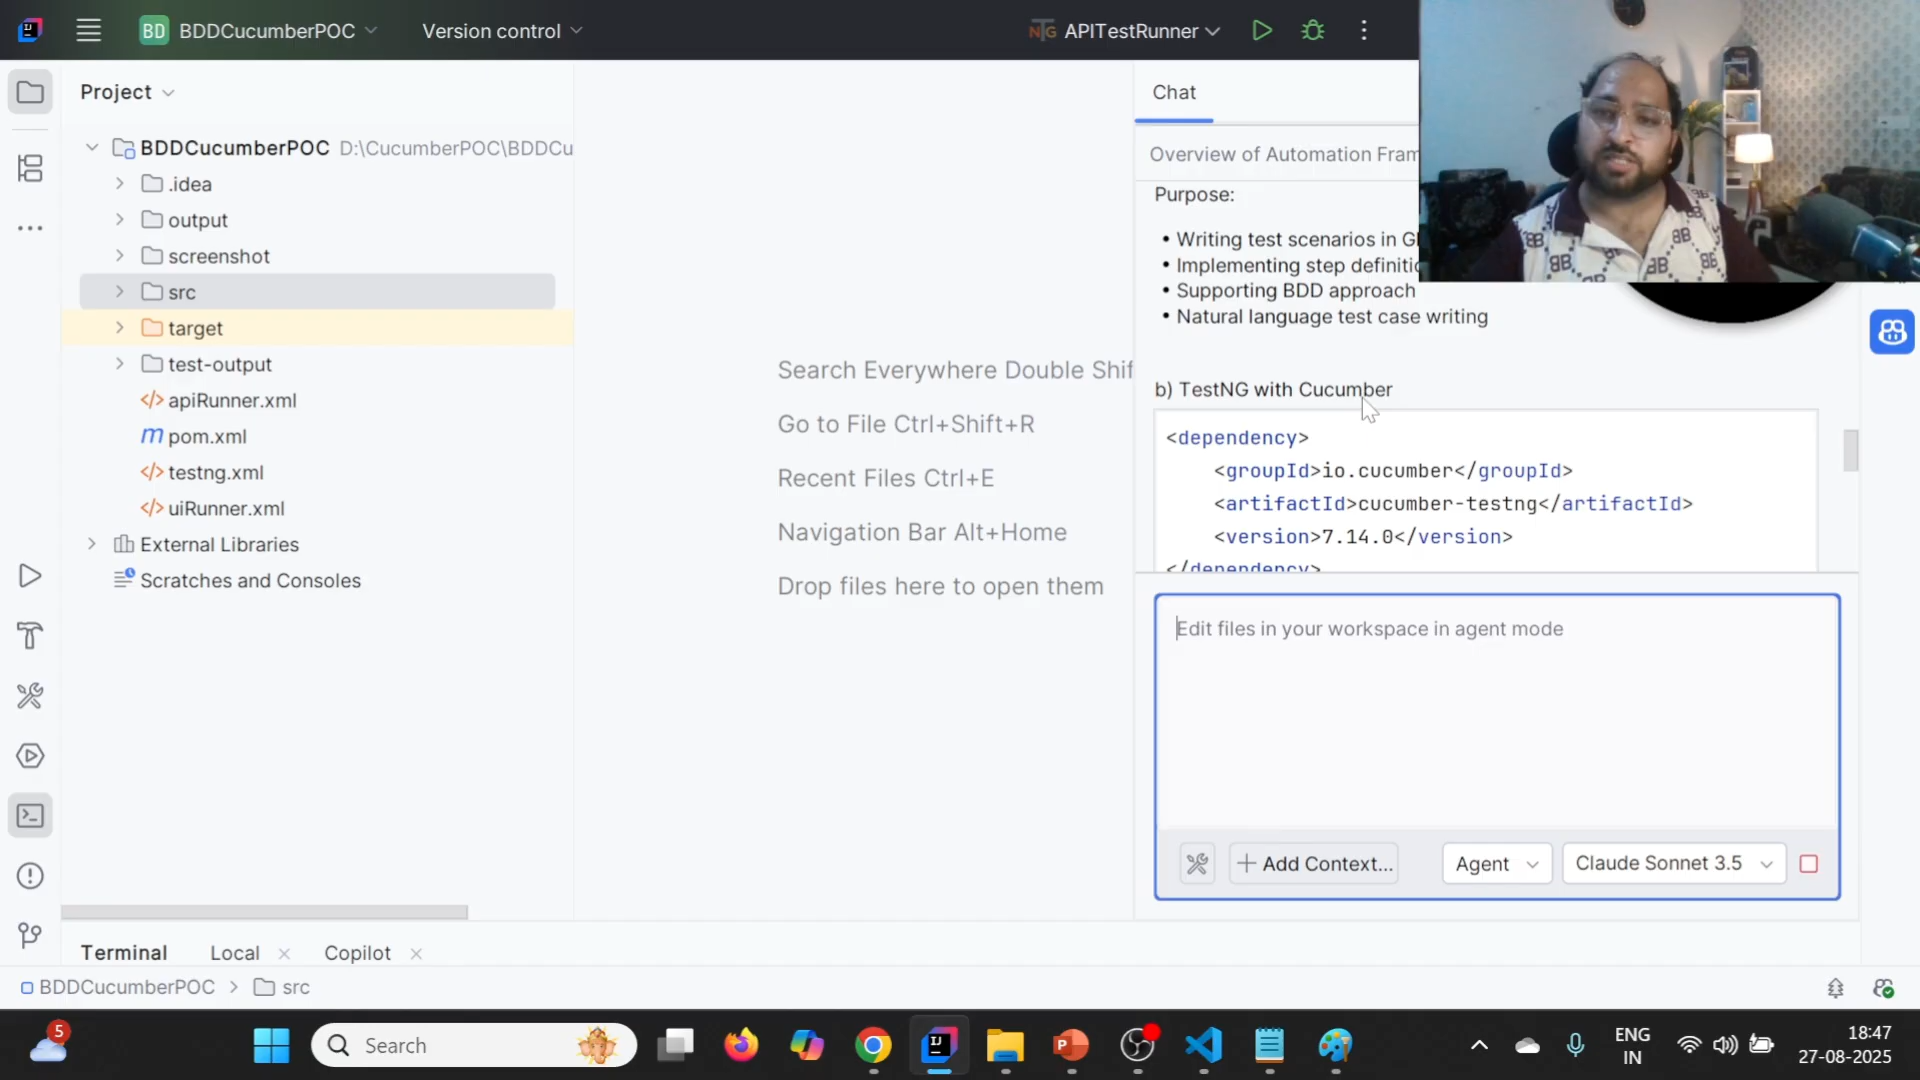 BD BDDCucumberPOC
Version control
APITestRunner
Project
BDDCucumberPOC D:\CucumberPOC\BDDCu
.idea
output
screenshot
src
target
test-output
apiRunner.xml
pom.xml
testng.xml
uiRunner.xml
External Libraries
Scratches and Consoles
Search Everywhere Double Shif
Go to File Ctrl+Shift+R
Recent Files Ctrl+E
Navigation Bar Alt+Home
Drop files here to open them
Chat
Overview of Automation Fram
Purpose:
• Writing test scenarios in G
• Implementing step definitio
• Supporting BDD approach
• Natural language test case writing
b) TestNG with Cucumber
<dependency>
<groupId>io.cucumber</groupId>
<artifactId>cucumber-testng</artifactId>
<version>7.14.0</version>
</dependency>
Edit files in your workspace in agent mode
Add Context...
Agent
Claude Sonnet 3.5
Terminal
Local
Copilot
BDDCucumberPOC > src
5
Search
ENG
IN
18:47
27-08-2025